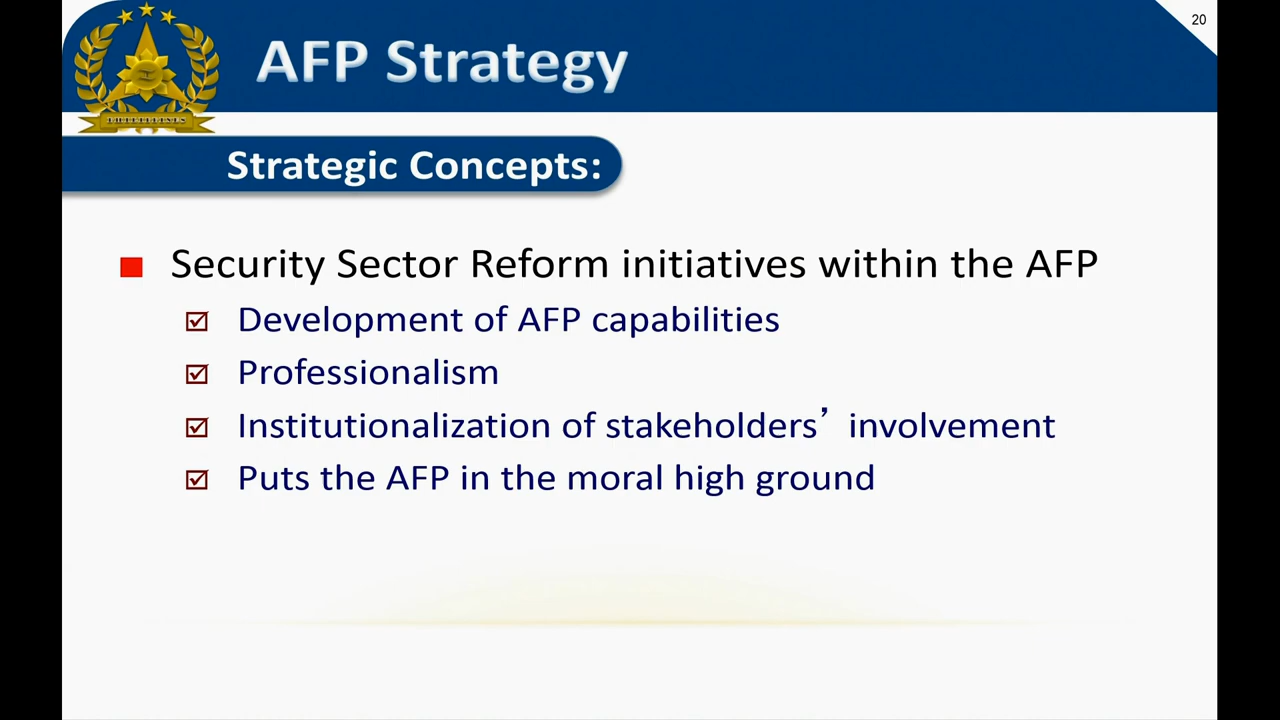 20
AFP Strategy
PHILIPPINES
Strategic Concepts:
Security Sector Reform initiatives within the AFP
Development of AFP capabilities
Professionalism
Institutionalization of stakeholders’ involvement
Puts the AFP in the moral high ground